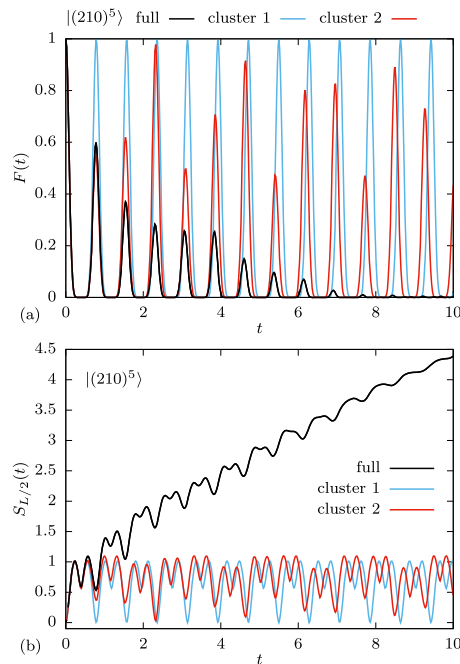 |(210)⁵⟩ full cluster 1 cluster 2
1
0.8
0.6
0.4
0.2
0
F(t)
0 2 4 6 8 10
(a) t
4.5
4
3.5
3
2.5
2
1.5
1
0.5
0
S_{L/2}(t)
|(210)⁵⟩
full
cluster 1
cluster 2
0 2 4 6 8 10
(b) t